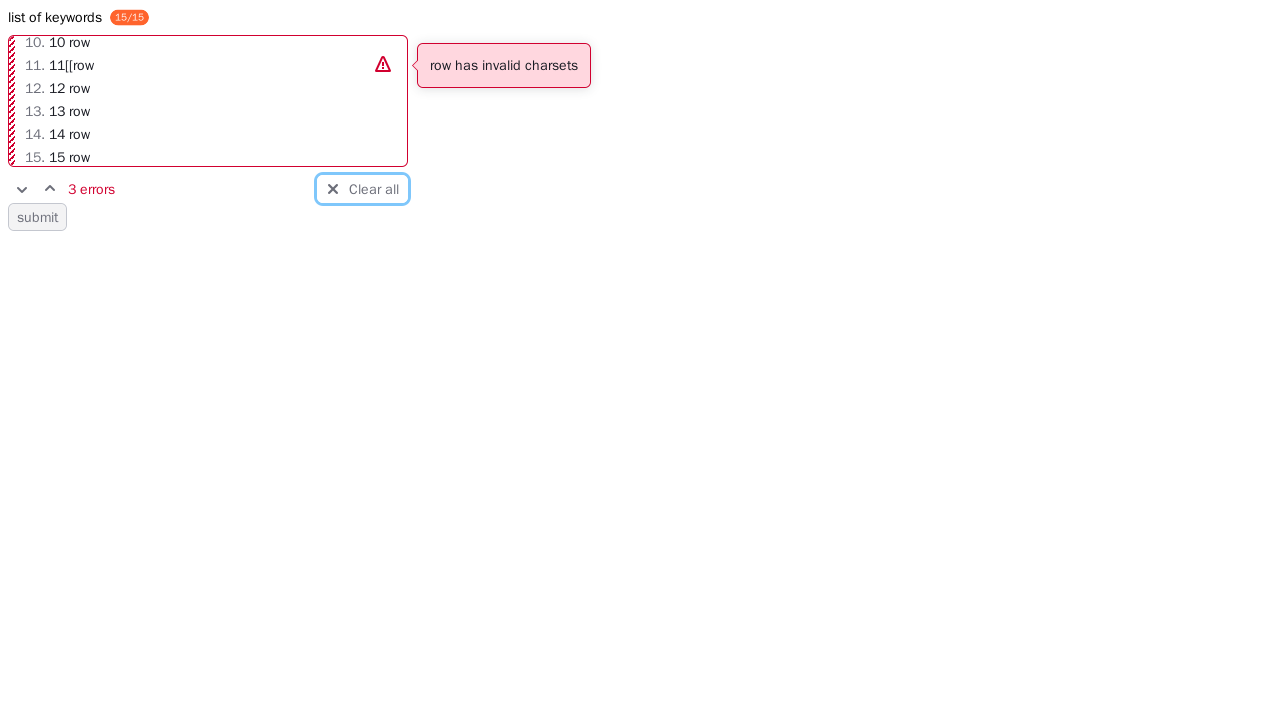 list of keywords 15/15
10. 10 row
11. 11[[row
12. 12 row
13. 13 row
14. 14 row
15. 15 row
row has invalid charsets
3 errors
Clear all
submit